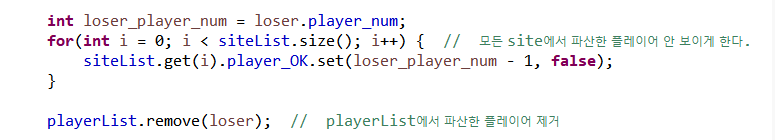 int loser_player_num = loser.player_num;
for(int i = 0; i < siteList.size(); i++) {  //  모든 site에서 파산한 플레이어 안 보이게 한다.
    siteList.get(i).player_OK.set(loser_player_num - 1, false);
}
playerList.remove(loser);  //  playerList에서 파산한 플레이어 제거